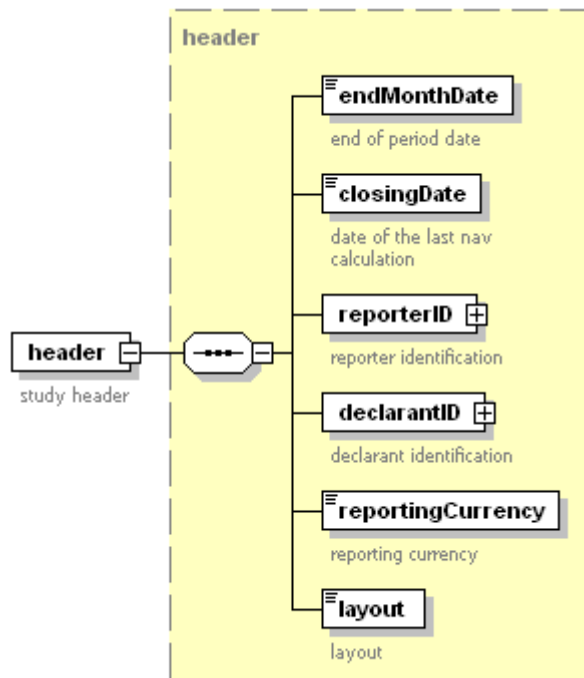 header
endMonthDate
end of period date
closingDate
date of the last nav
calculation
reporterID
reporter identification
header
study header
declarantID
declarant identification
reportingCurrency
reporting currency
layout
layout